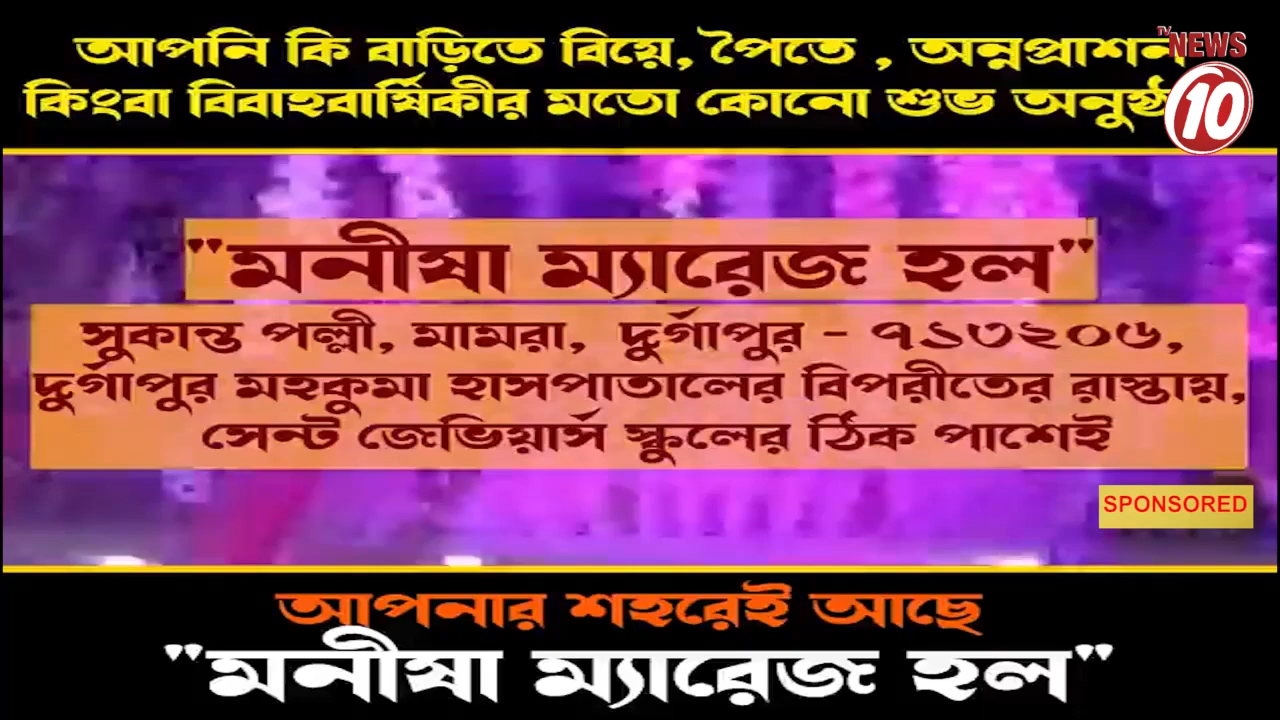 আপনি কি বাড়িতে বিয়ে, পৈতে , অন্নপ্রাশন
কিংবা বিবাহবার্ষিকীর মতো কোনো শুভ
TV NEWS
10
"মনীষা ম্যারেজ হল"
সুকান্ত পল্লী, মামরা, দুর্গাপুর - ৭১৩২০৬,
দুর্গাপুর মহকুমা হাসপাতালের বিপরীতের রাস্তায়,
সেন্ট জেভিয়ার্স স্কুলের ঠিক পাশেই
SPONSORED
আপনার শহরেই আছে
"মনীষা ম্যারেজ হল"